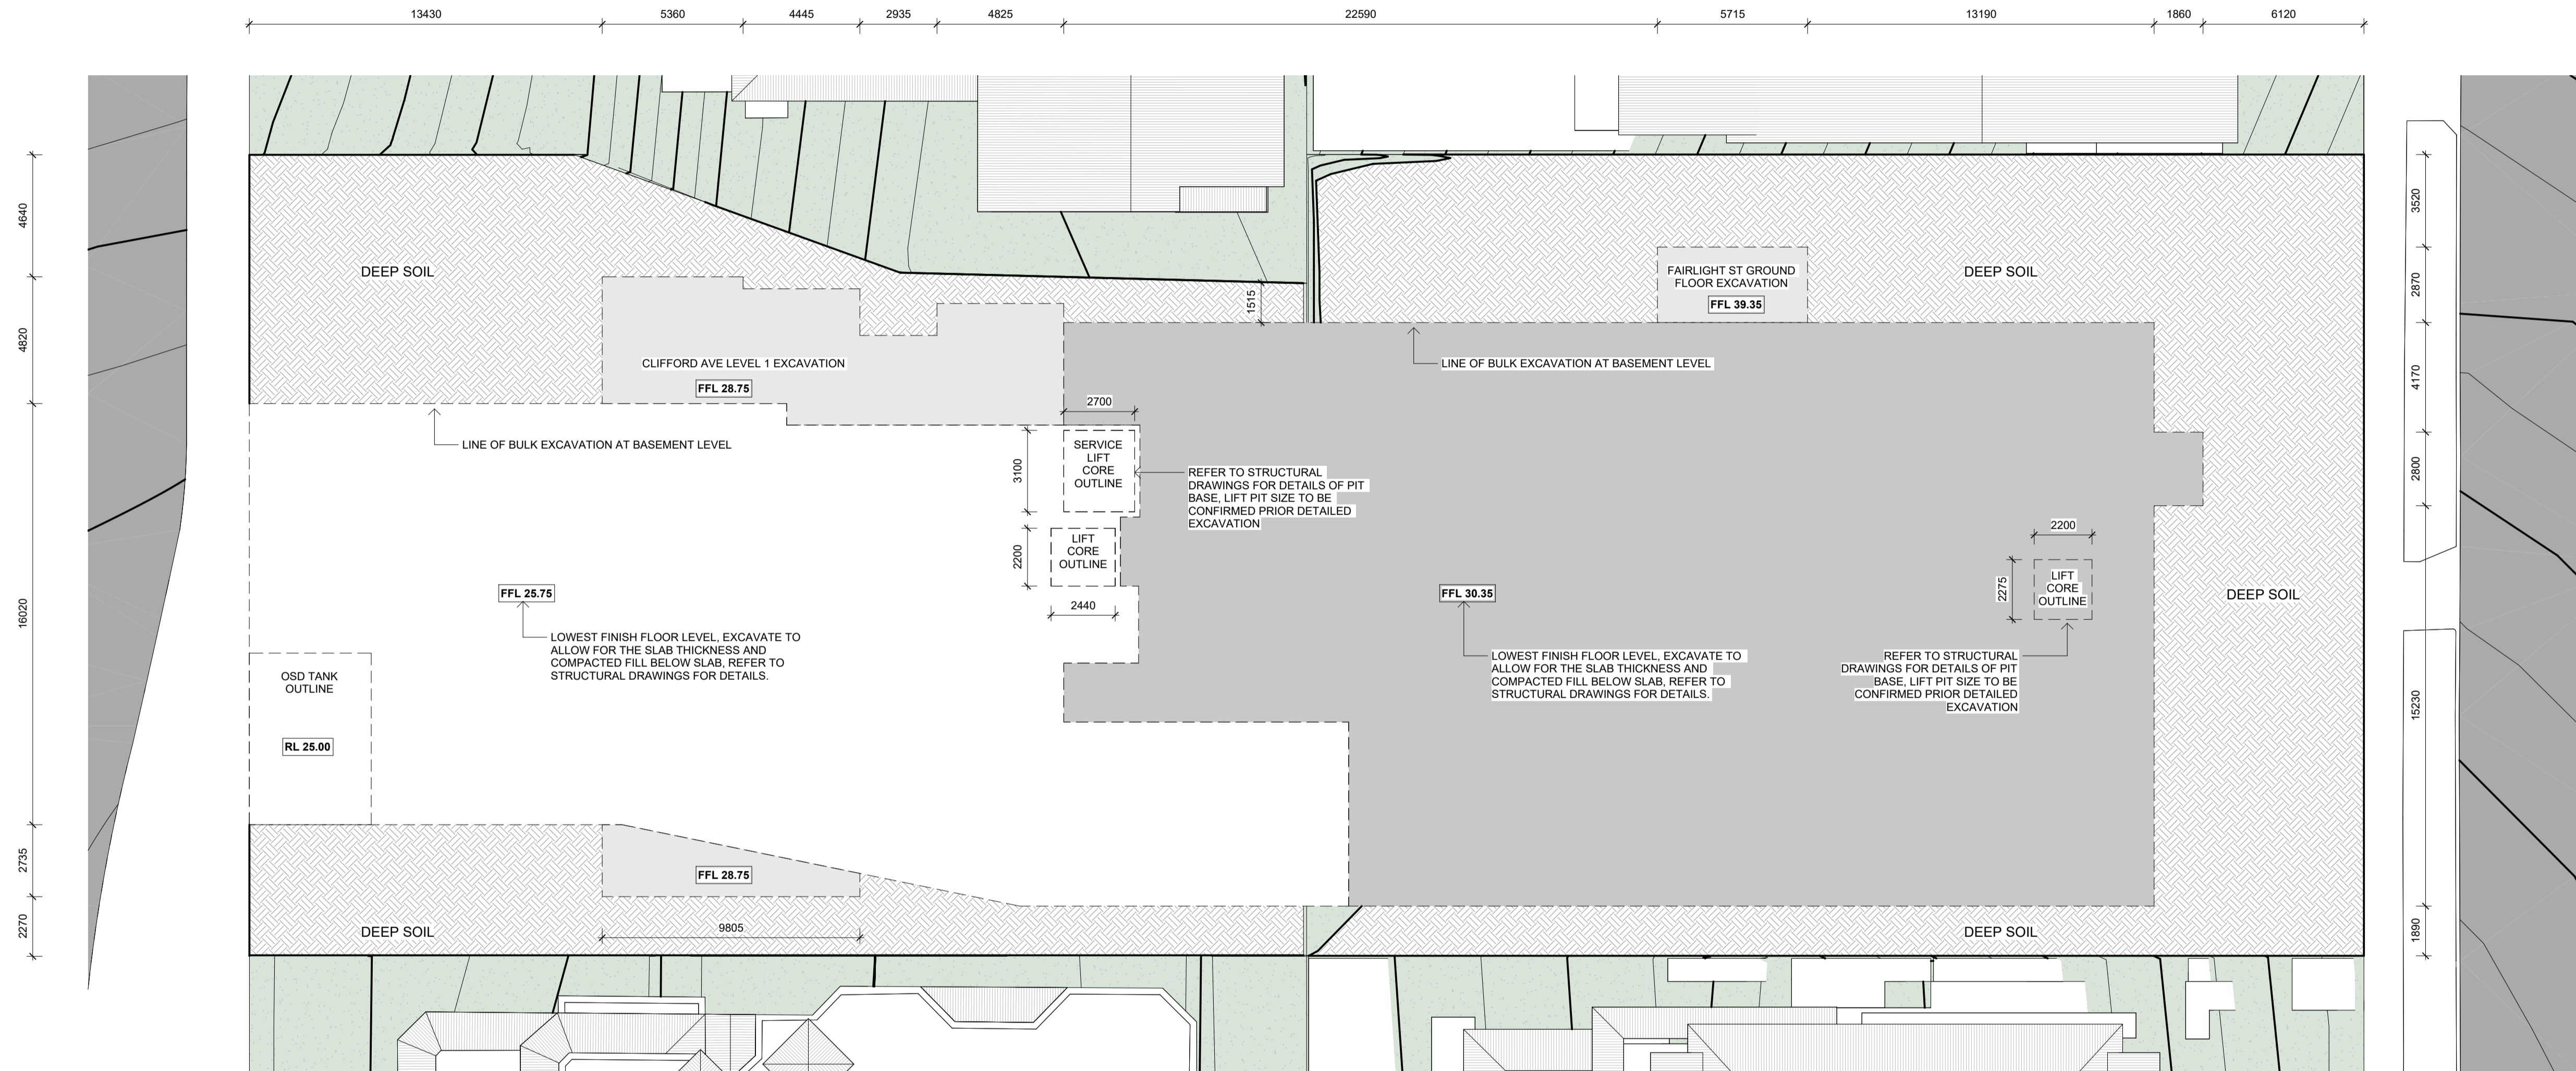 13430
5360
4445
2935
4825
22590
5715
13190
1860
6120
4640
4820
16020
2735
2270
3520
2870
4170
2800
15230
1890
DEEP SOIL
DEEP SOIL
FAIRLIGHT ST GROUND
FLOOR EXCAVATION
FFL 39.35
1515
CLIFFORD AVE LEVEL 1 EXCAVATION
FFL 28.75
LINE OF BULK EXCAVATION AT BASEMENT LEVEL
LINE OF BULK EXCAVATION AT BASEMENT LEVEL
2700
3100
SERVICE
LIFT
CORE
OUTLINE
REFER TO STRUCTURAL
DRAWINGS FOR DETAILS OF PIT
BASE, LIFT PIT SIZE TO BE
CONFIRMED PRIOR DETAILED
EXCAVATION
2200
LIFT
CORE
OUTLINE
2440
FFL 25.75
LOWEST FINISH FLOOR LEVEL, EXCAVATE TO
ALLOW FOR THE SLAB THICKNESS AND
COMPACTED FILL BELOW SLAB, REFER TO
STRUCTURAL DRAWINGS FOR DETAILS.
FFL 30.35
LOWEST FINISH FLOOR LEVEL, EXCAVATE TO
ALLOW FOR THE SLAB THICKNESS AND
COMPACTED FILL BELOW SLAB, REFER TO
STRUCTURAL DRAWINGS FOR DETAILS.
2200
2275
LIFT
CORE
OUTLINE
REFER TO STRUCTURAL
DRAWINGS FOR DETAILS OF PIT
BASE, LIFT PIT SIZE TO BE
CONFIRMED PRIOR DETAILED
EXCAVATION
DEEP SOIL
OSD TANK
OUTLINE
RL 25.00
FFL 28.75
9805
DEEP SOIL
DEEP SOIL